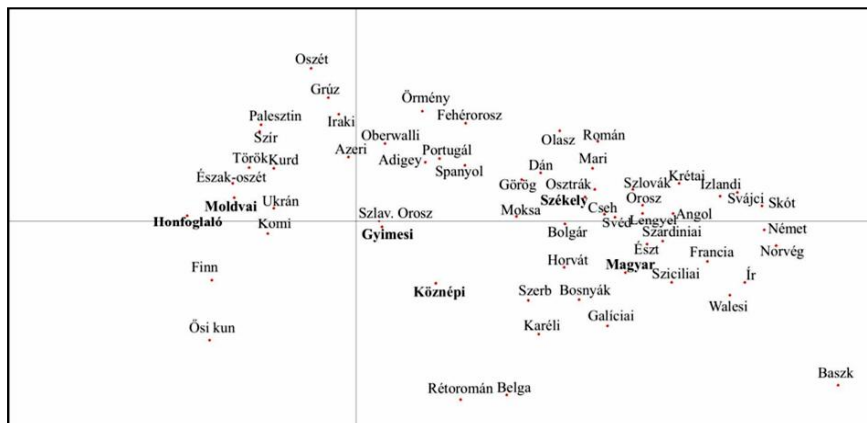 Oszét
Grúz
Örmény
Palesztin
Fehérorosz
Iraki
Szír
Oberwalli
Olasz
Román
Azeri
Török
Kurd
Adigey
Portugál
Dán
Mari
Spanyol
Észak-oszét
Görög
Osztrák
Szlovák
Krétai
Izlandi
Moldvai
Ukrán
Székely
Orosz
Svájci
Skót
Honfoglaló
Szlav. Orosz
Moksa
Cseh
Svéd
Lengyel
Angol
Komi
Gyimesi
Bolgár
Szárdíniai
Német
Észt
Norvég
Finn
Horvát
Magyar
Francia
Szicíliai
Ír
Köznépi
Szerb
Bosnyák
Walesi
Ősi kun
Karéli
Galíciai
Rétoromán
Belga
Baszk